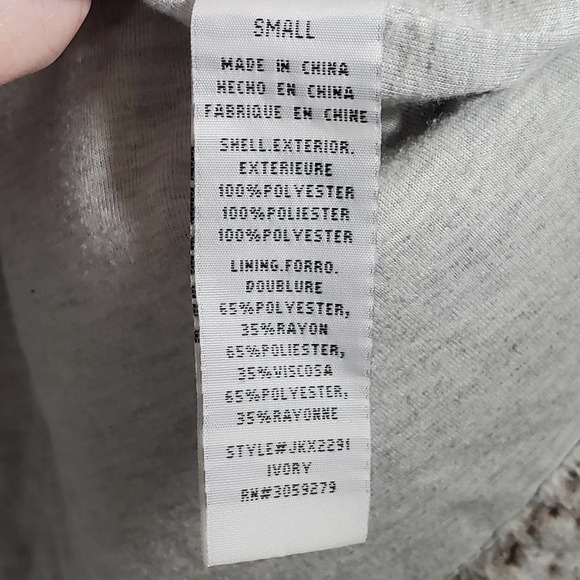 SMALL
MADE IN CHINA
HECHO EN CHINA
FABRIQUE EN CHINE
SHELL.EXTERIOR.
EXTERIEURE
100%POLYESTER
100%POLIESTER
100%POLYESTER
LINING.FORRO.
DOUBLURE
65%POLYESTER,
35%RAYON
65%POLIESTER,
35%VISCOSA
65%POLYESTER,
35%RAYONNE
STYLE#JKX2291
IVORY
RN#3059279